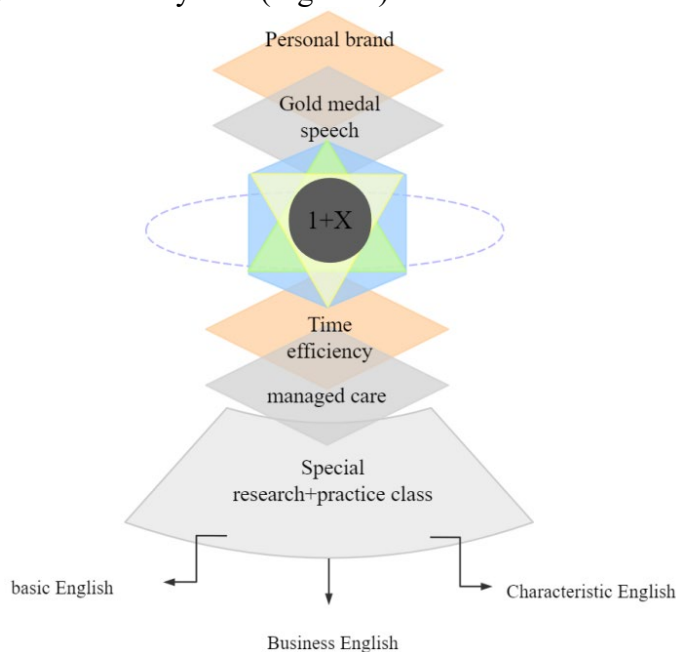 Personal brand
Gold medal
speech
1+X
Time
efficiency
managed care
Special
research+practice class
basic English
Characteristic English
Business English